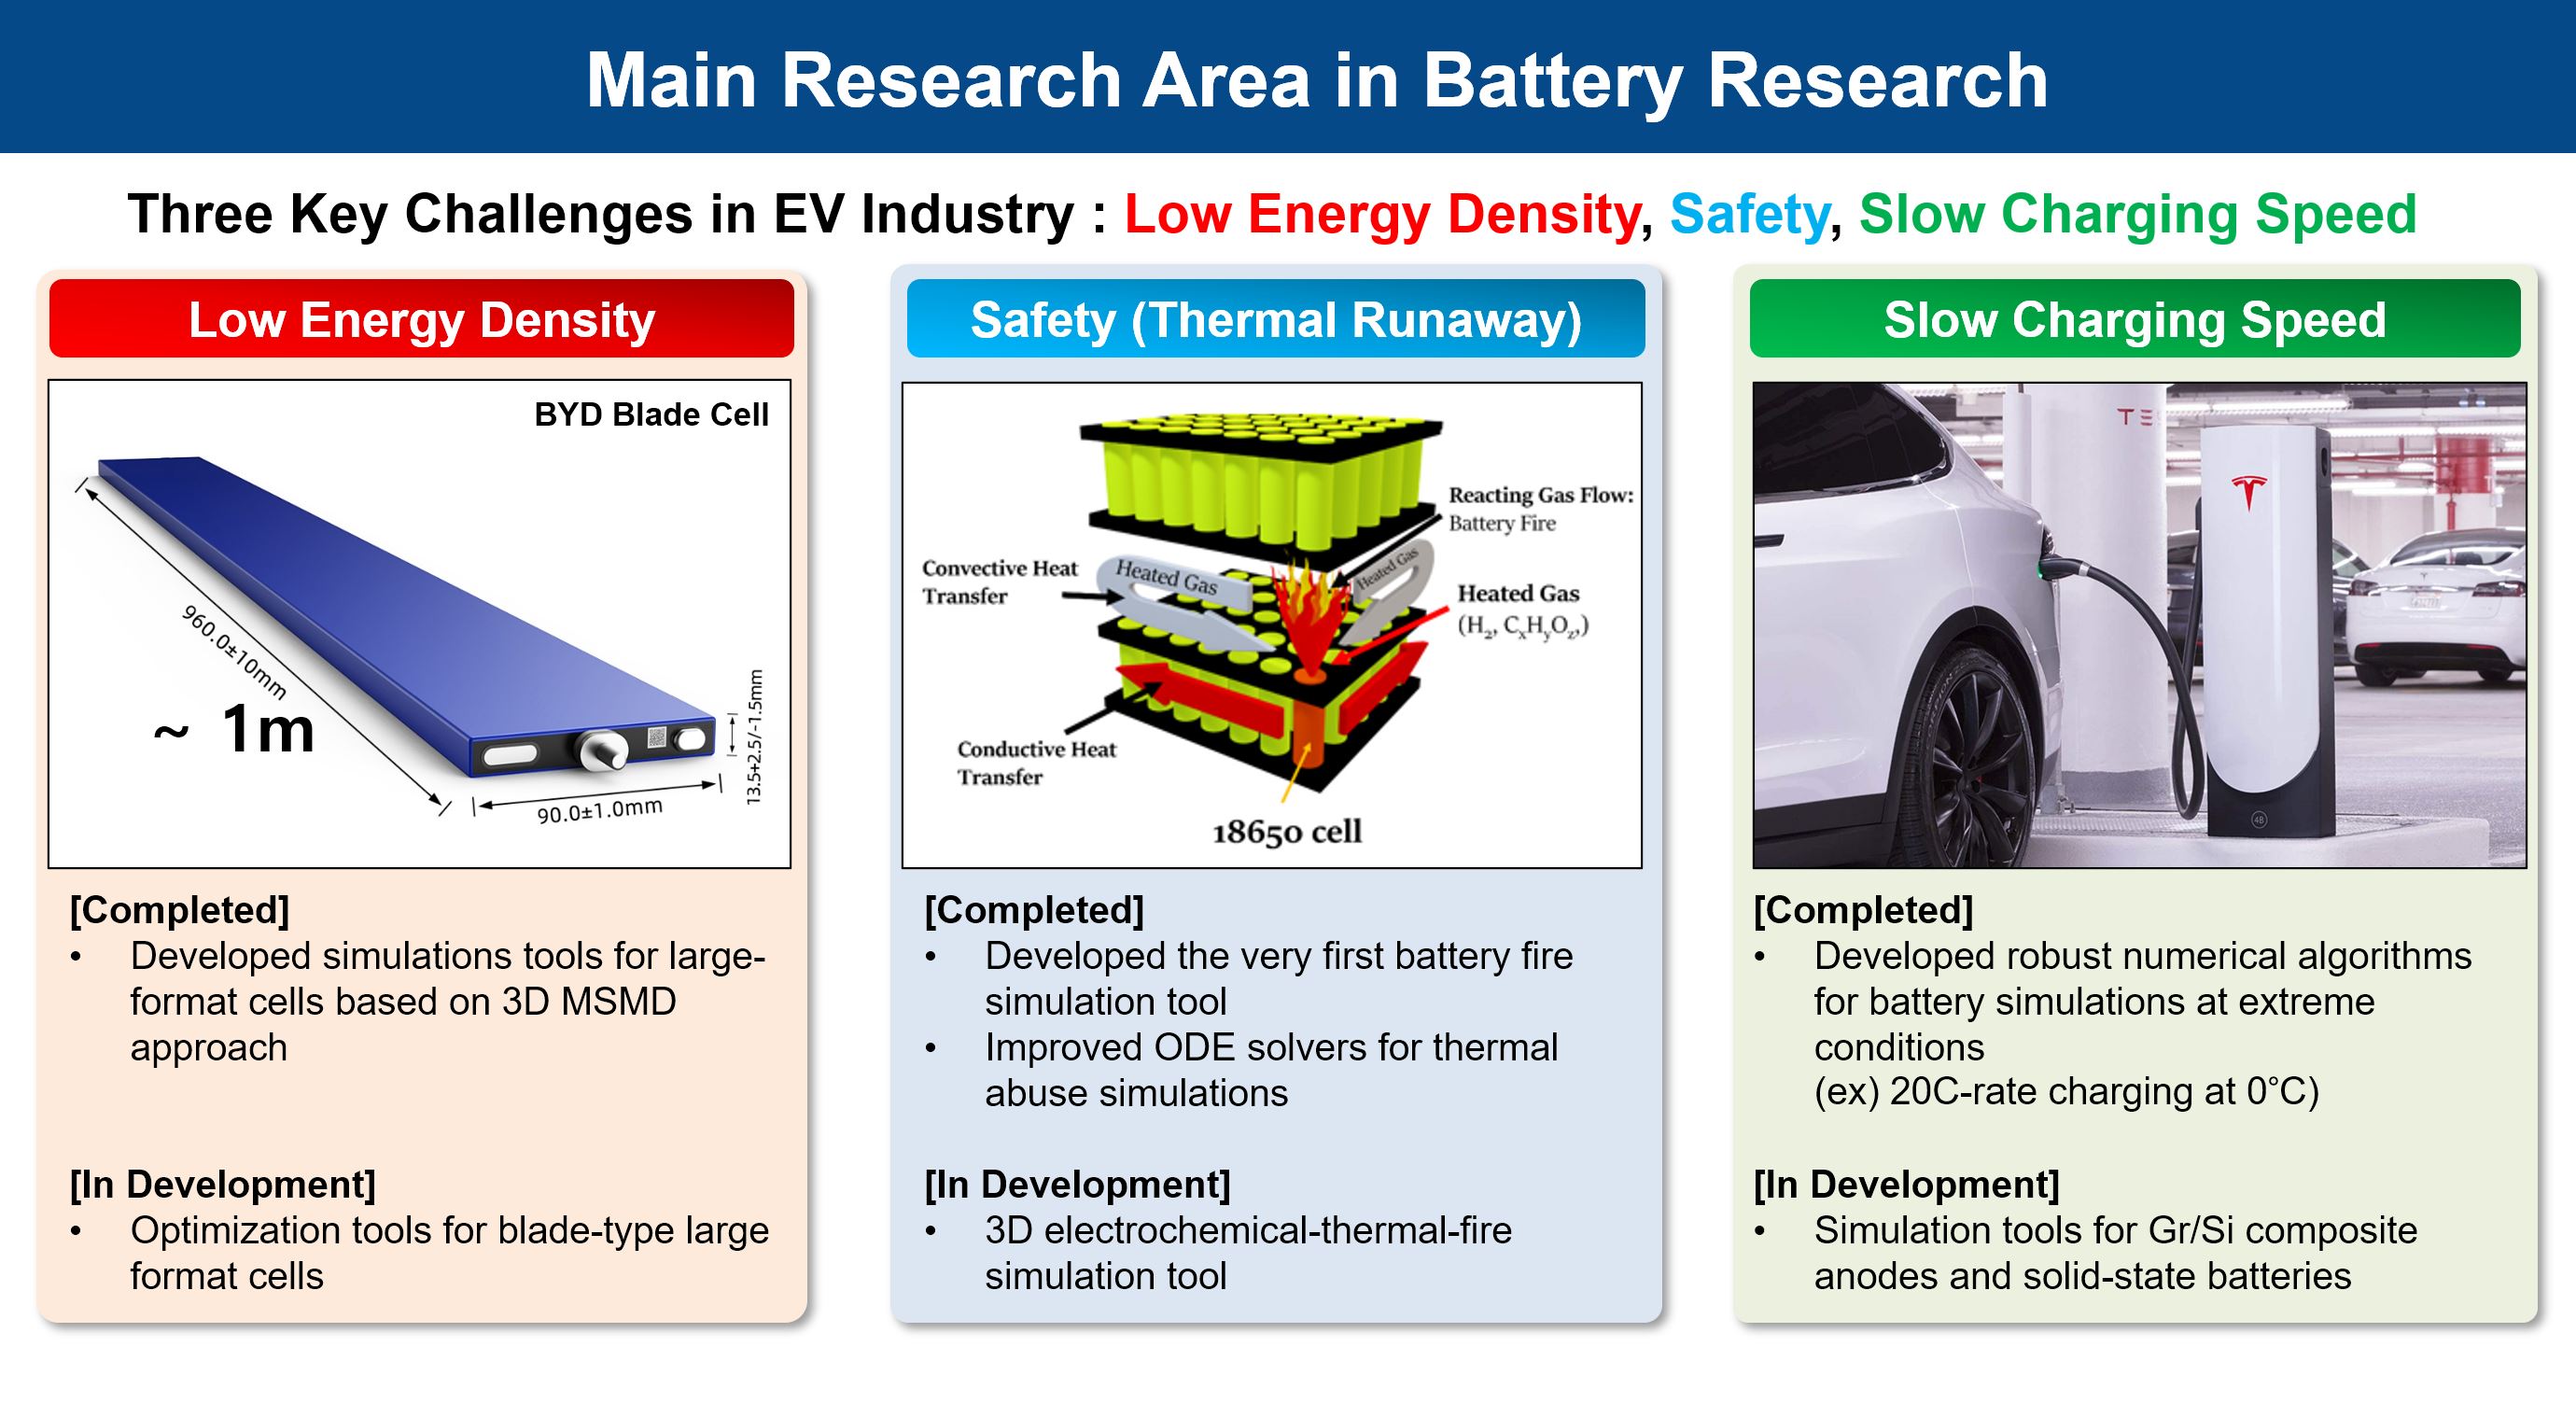 Main Research Area in Battery Research
Three Key Challenges in EV Industry : Low Energy Density, Safety, Slow Charging Speed
Low Energy Density
BYD Blade Cell
960.0±10mm
~ 1m
90.0±1.0mm
13.5+2.5/-1.5mm
[Completed]
• Developed simulations tools for large-
format cells based on 3D MSMD
approach
[In Development]
• Optimization tools for blade-type large
format cells
Safety (Thermal Runaway)
Reacting Gas Flow:
Battery Fire
Convective Heat
Transfer
Heated Gas
Heated Gas
Heated Gas
(H₂, CₓHᵧO_z,)
Conductive Heat
Transfer
18650 cell
[Completed]
• Developed the very first battery fire
simulation tool
• Improved ODE solvers for thermal
abuse simulations
[In Development]
• 3D electrochemical-thermal-fire
simulation tool
Slow Charging Speed
TES
4B
[Completed]
• Developed robust numerical algorithms
for battery simulations at extreme
conditions
(ex) 20C-rate charging at 0°C)
[In Development]
• Simulation tools for Gr/Si composite
anodes and solid-state batteries